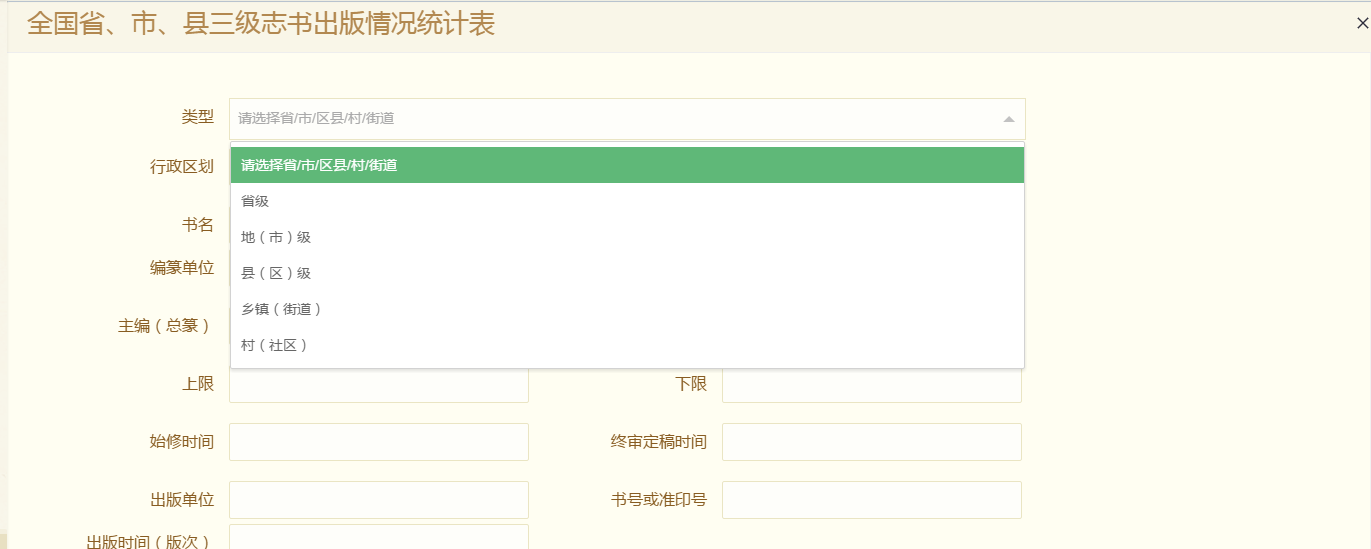 全国省、市、县三级志书出版情况统计表
类型
请选择省/市/区县/村/街道
行政区划
请选择省/市/区县/村/街道
省级
书名
地（市）级
编篆单位
县（区）级
主编（总篆）
乡镇（街道）
村（社区）
上限
下限
始修时间
终审定稿时间
出版单位
书号或准印号
出版时间（版次）